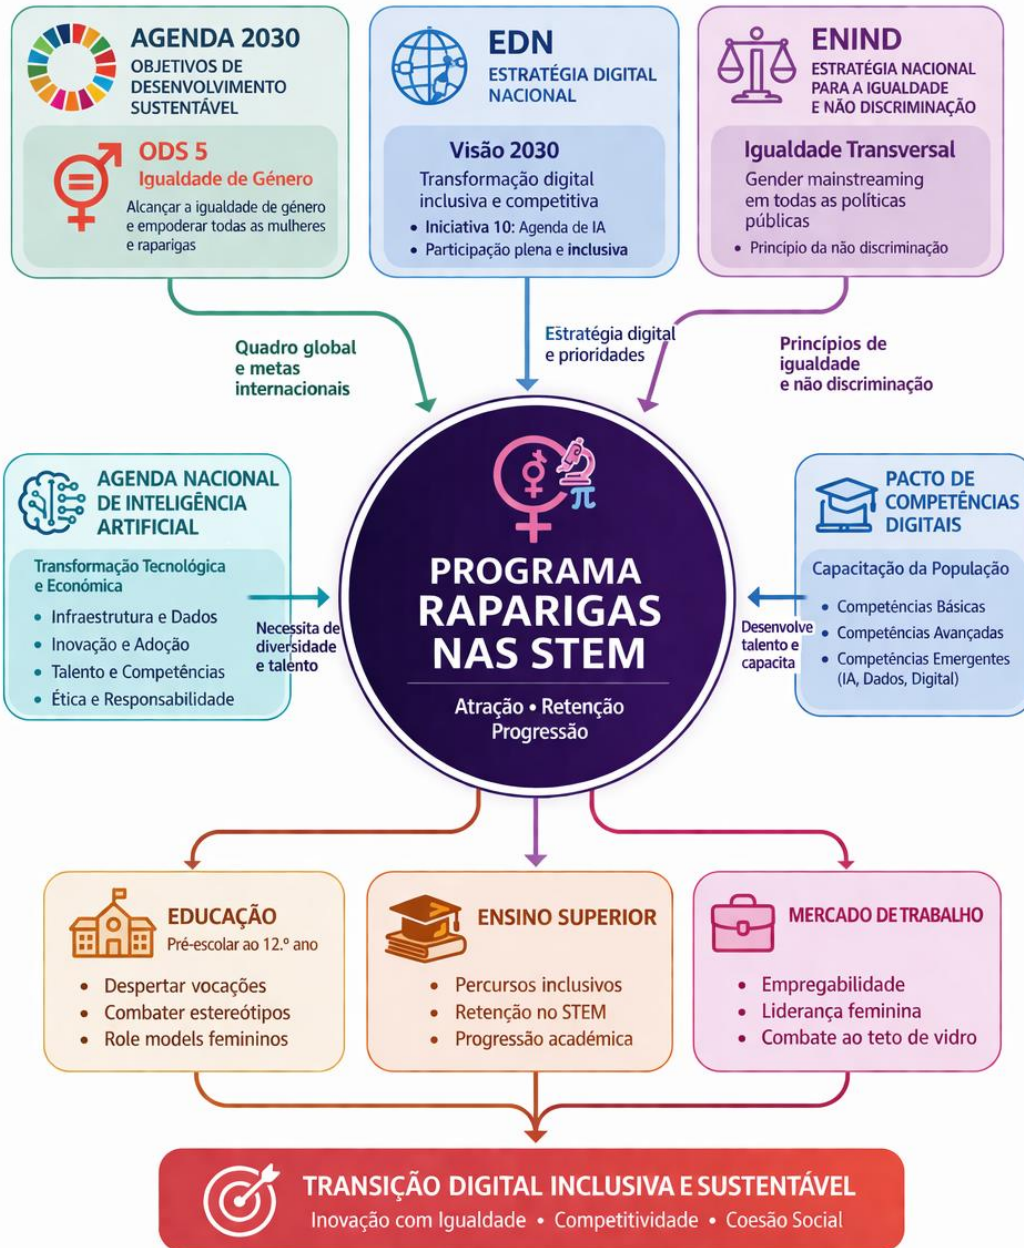 AGENDA 2030
OBJETIVOS DE
DESENVOLVIMENTO
SUSTENTÁVEL
ODS 5
Igualdade de Género
Alcançar a igualdade de género
e empoderar todas as mulheres
e raparigas
EDN
ESTRATÉGIA DIGITAL
NACIONAL
Visão 2030
Transformação digital
inclusiva e competitiva
• Iniciativa 10: Agenda de IA
• Participação plena e inclusiva
ENIND
ESTRATÉGIA NACIONAL
PARA A IGUALDADE
E NÃO DISCRIMINAÇÃO
Igualdade Transversal
Gender mainstreaming
em todas as políticas
públicas
• Princípio da não discriminação
Quadro global
e metas
internacionais
Estratégia digital
e prioridades
Princípios de
igualdade
e não discriminação
AGENDA NACIONAL
DE INTELIGÊNCIA
ARTIFICIAL
Transformação Tecnológica
e Económica
• Infraestrutura e Dados
• Inovação e Adoção
• Talento e Competências
• Ética e Responsabilidade
Necessita de
diversidade
e talento
π
PROGRAMA
RAPARIGAS
NAS STEM
Atração • Retenção
Progressão
Desenvolve
talento e
capacita
PACTO DE
COMPETÊNCIAS
DIGITAIS
Capacitação da População
• Competências Básicas
• Competências Avançadas
• Competências Emergentes
(IA, Dados, Digital)
EDUCAÇÃO
Pré-escolar ao 12.º ano
• Despertar vocações
• Combater estereótipos
• Role models femininos
ENSINO SUPERIOR
• Percursos inclusivos
• Retenção no STEM
• Progressão académica
MERCADO DE TRABALHO
• Empregabilidade
• Liderança feminina
• Combate ao teto de vidro
TRANSIÇÃO DIGITAL INCLUSIVA E SUSTENTÁVEL
Inovação com Igualdade • Competitividade • Coesão Social